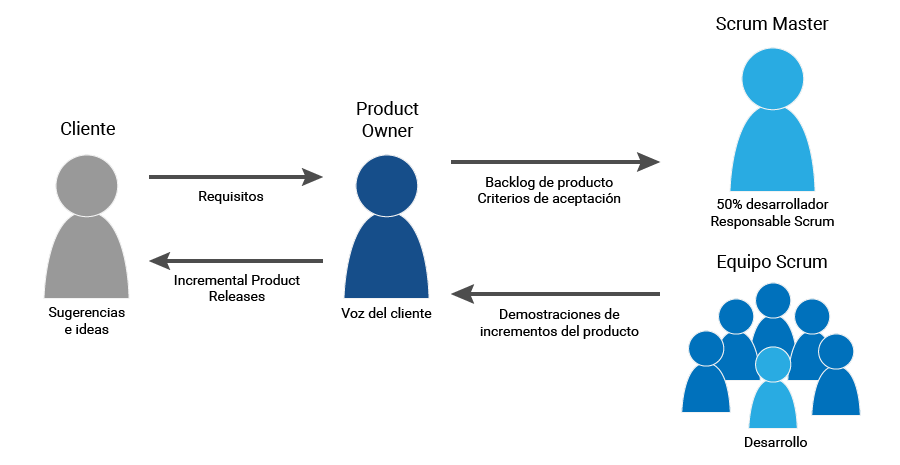 Cliente
Sugerencias
e ideas
Requisitos
Incremental Product
Releases
Product
Owner
Voz del cliente
Backlog de producto
Criterios de aceptación
Demostraciones de
incrementos del producto
Scrum Master
50% desarrollador
Responsable Scrum
Equipo Scrum
Desarrollo